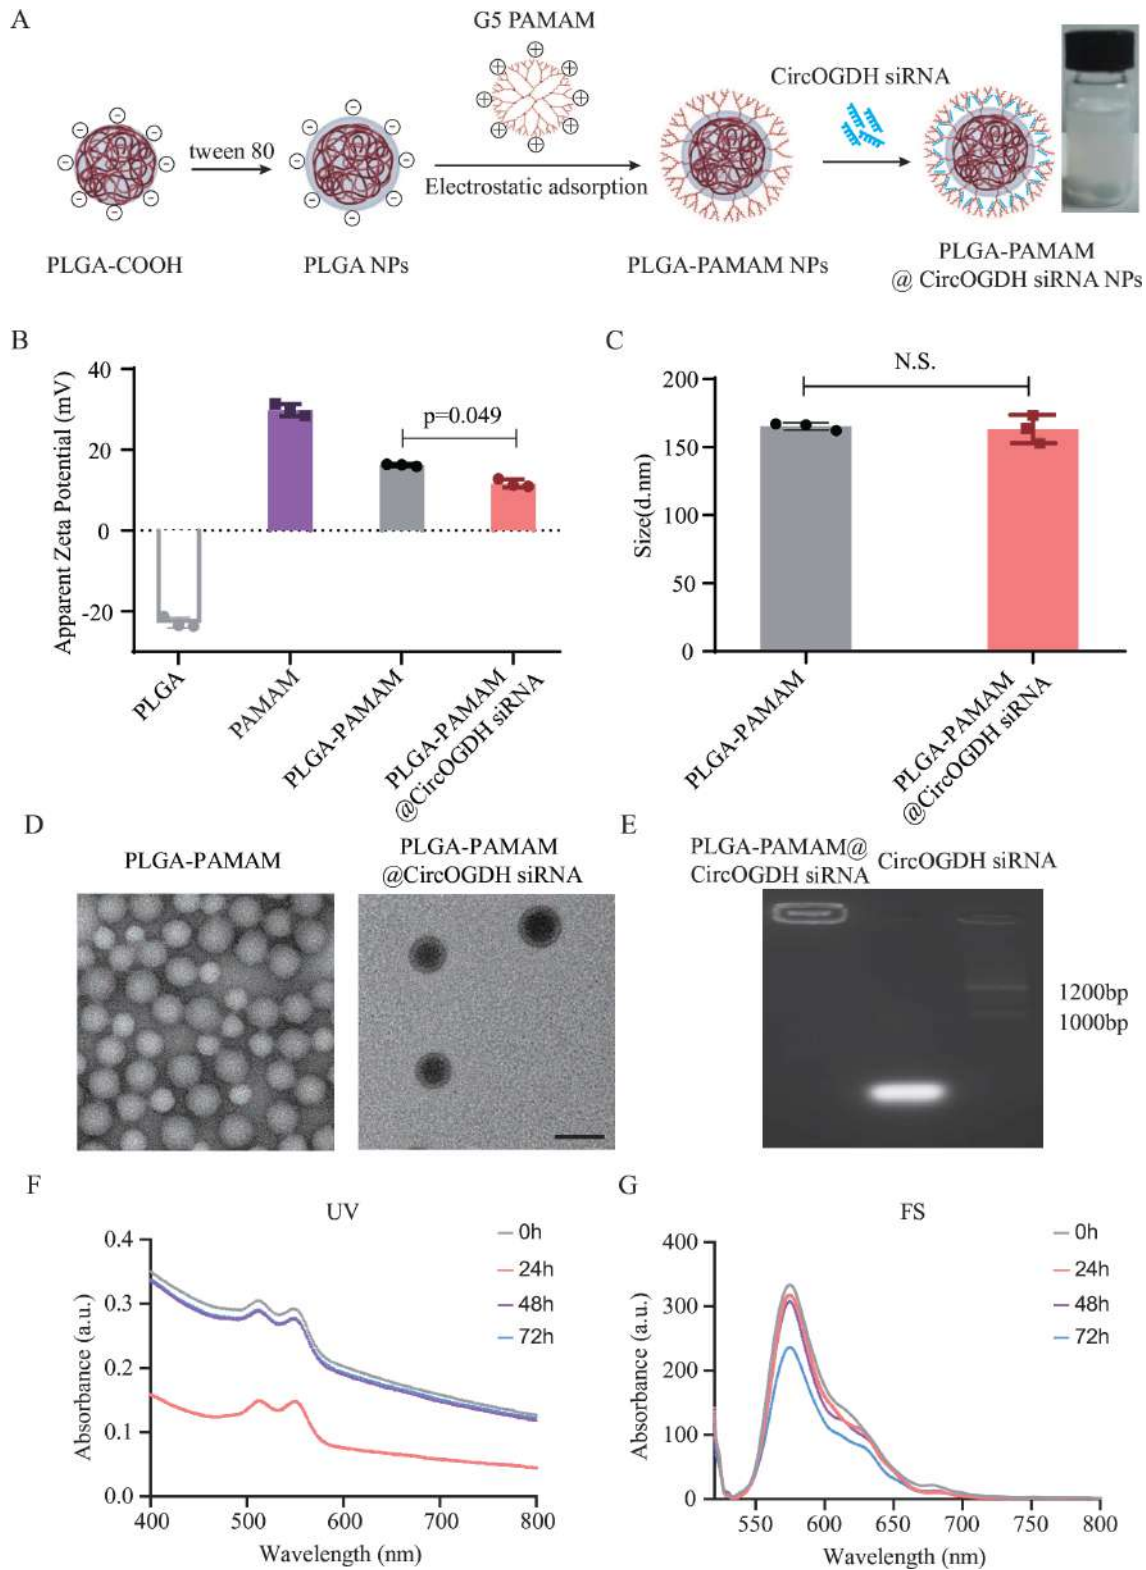 A
G5 PAMAM
CircOGDH siRNA
tween 80
Electrostatic adsorption
PLGA-COOH
PLGA NPs
PLGA-PAMAM NPs
PLGA-PAMAM
@ CircOGDH siRNA NPs
B
Apparent Zeta Potential (mV)
40
20
0
-20
p=0.049
PLGA
PAMAM
PLGA-PAMAM
PLGA-PAMAM
@CircOGDH siRNA
C
N.S.
Size(d.nm)
200
150
100
50
0
PLGA-PAMAM
PLGA-PAMAM
@CircOGDH siRNA
D
PLGA-PAMAM
PLGA-PAMAM
@CircOGDH siRNA
E
PLGA-PAMAM@
CircOGDH siRNA
CircOGDH siRNA
1200bp
1000bp
F
UV
Absorbance (a.u.)
0.4
0.3
0.2
0.1
0.0
0h
24h
48h
72h
400 500 600 700 800
Wavelength (nm)
G
FS
Absorbance (a.u.)
400
300
200
100
0
0h
24h
48h
72h
550 600 650 700 750 800
Wavelength (nm)